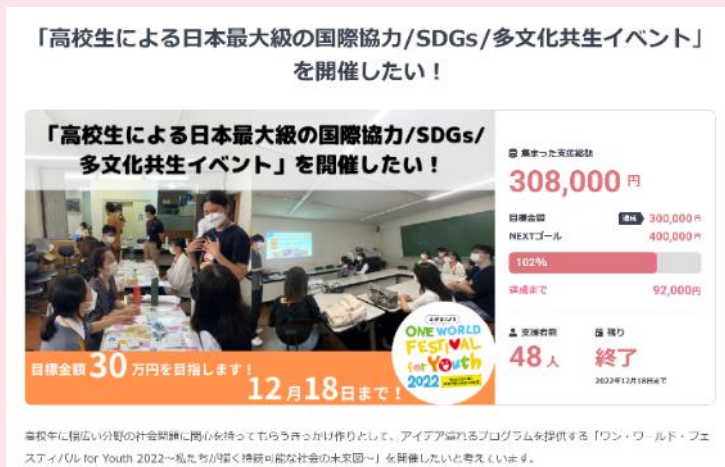 「高校生による日本最大級の国際協力/SDGs/多文化共生イベント」
を開催したい！
「高校生による日本最大級の国際協力/SDGs/
多文化共生イベント」を開催したい！
目標金額30万円を目指します！
12月18日まで！
ONE WORLD
FESTIVAL
for Youth
2022
集まった支援総額
308,000円
目標金額 達成 300,000円
NEXTゴール 400,000円
102%
達成まで 92,000円
支援者数
48人
残り
終了
2022年12月18日まで
高校生に幅広い分野の社会問題に関心を持ってもらうきっかけ作りとして、アイデア溢れるプログラムを提供する「ワン・ワールド・フェ
スティバル for Youth 2022～私たちが描く持続可能な社会の未来図～」を開催したいと考えています。